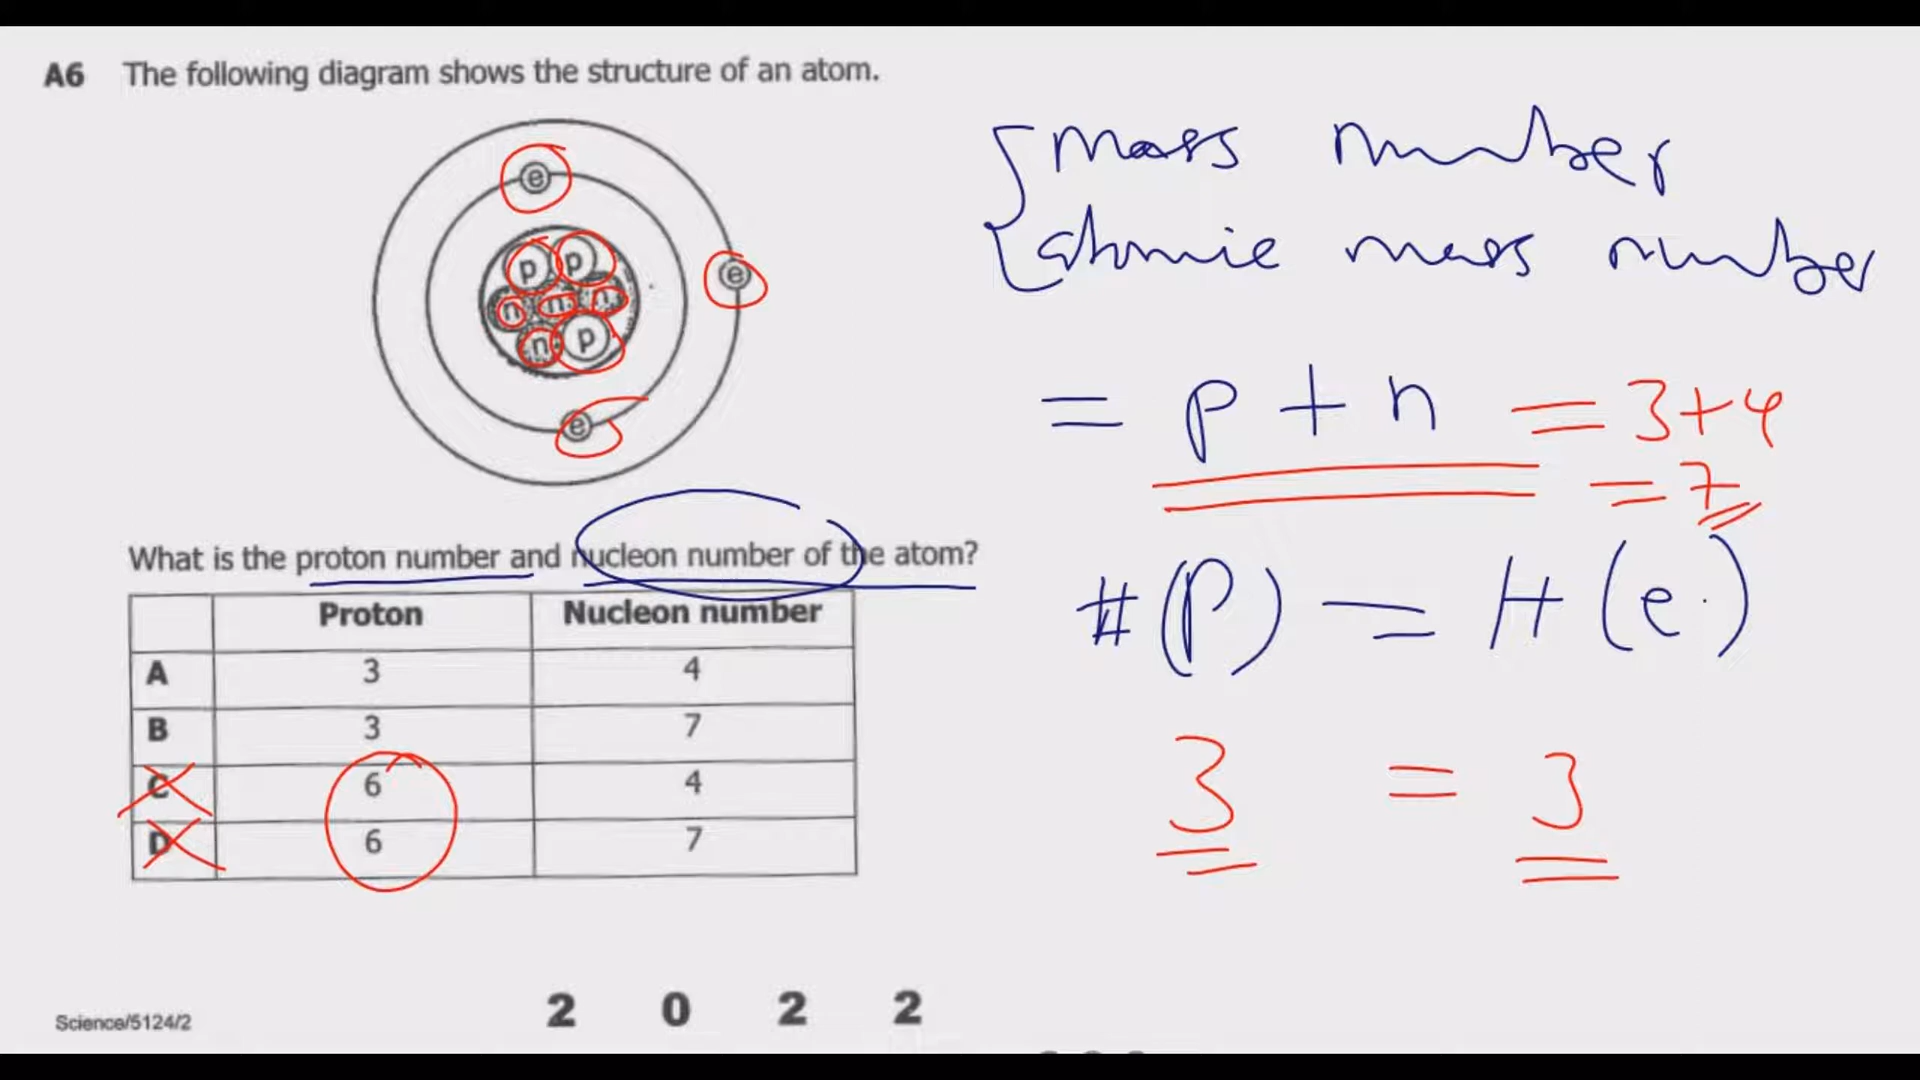 A6 The following diagram shows the structure of an atom.
e
e
p p
n n n
n p
e
What is the proton number and nucleon number of the atom?
Proton Nucleon number
A 3 4
B 3 7
C 6 4
D 6 7
mass number
atomic mass number
= p + n = 3+4
= 7
#(P) = #(e)
3 = 3
Science/5124/2
2 0 2 2